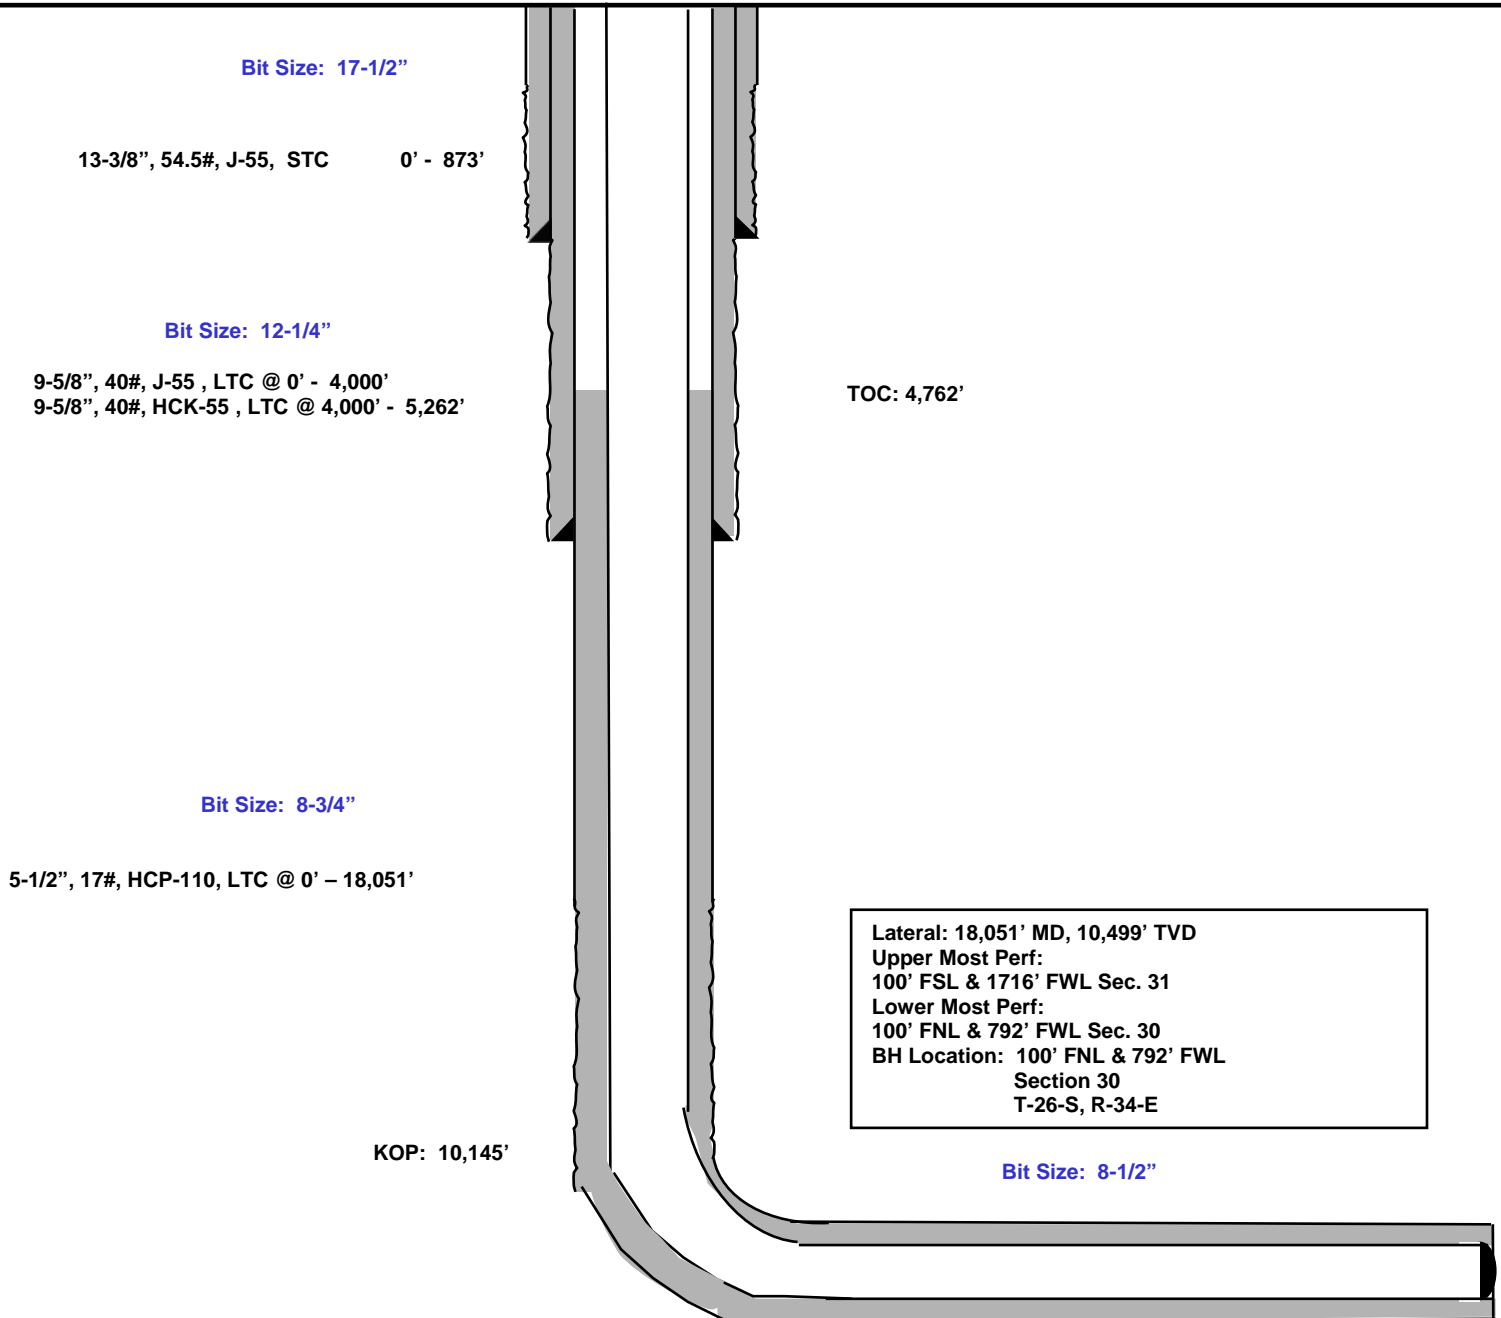 Bit Size: 17-1/2”
13-3/8”, 54.5#, J-55, STC 0’ - 873’
Bit Size: 12-1/4”
9-5/8”, 40#, J-55 , LTC @ 0’ - 4,000’
9-5/8”, 40#, HCK-55 , LTC @ 4,000’ - 5,262’
TOC: 4,762’
Bit Size: 8-3/4”
5-1/2”, 17#, HCP-110, LTC @ 0’ – 18,051’
Lateral: 18,051’ MD, 10,499’ TVD
Upper Most Perf:
100’ FSL & 1716’ FWL Sec. 31
Lower Most Perf:
100’ FNL & 792’ FWL Sec. 30
BH Location: 100’ FNL & 792’ FWL
Section 30
T-26-S, R-34-E
KOP: 10,145’
Bit Size: 8-1/2”